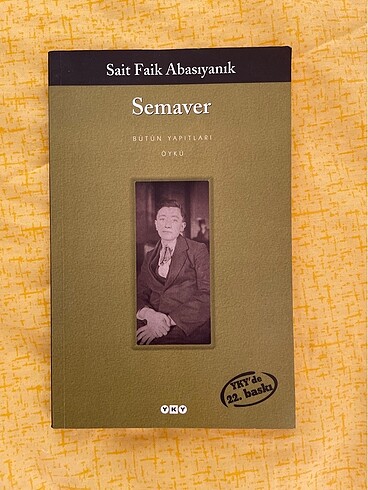 Sait Faik Abasıyanık
Semaver
BÜTÜN YAPITLARI
ÖYKÜ
YKY'de
22. baskı
YKY